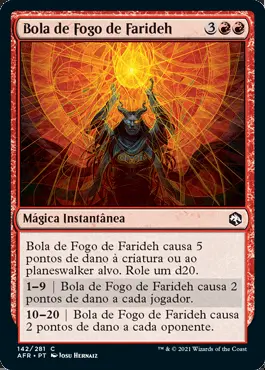 Bola de Fogo de Farideh 3
Mágica Instantânea
Bola de Fogo de Farideh causa 5
pontos de dano à criatura ou ao
planeswalker alvo. Role um d20.
1–9 | Bola de Fogo de Farideh causa 2
pontos de dano a cada jogador.
10–20 | Bola de Fogo de Farideh causa
2 pontos de dano a cada oponente.
142/281 C
AFR • PT Josu Hernaiz ™ & © 2021 Wizards of the Coast